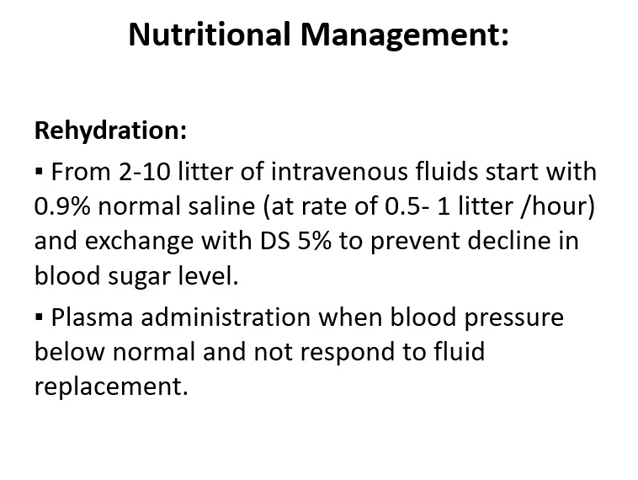 Nutritional Management:
Rehydration:
▪ From 2-10 litter of intravenous fluids start with
0.9% normal saline (at rate of 0.5- 1 litter /hour)
and exchange with DS 5% to prevent decline in
blood sugar level.
▪ Plasma administration when blood pressure
below normal and not respond to fluid
replacement.